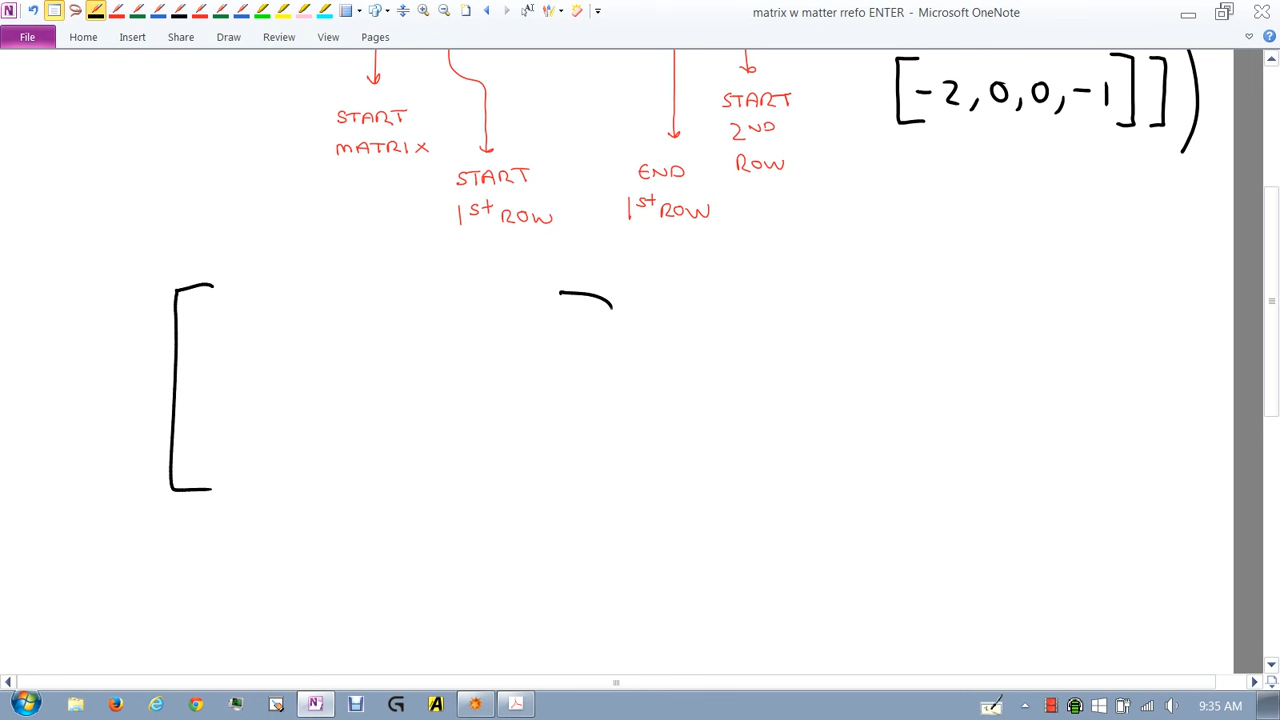 matrix w matter rrefo ENTER - Microsoft OneNote
File Home Insert Share Draw Review View Pages
[-2, 0, 0, -1]])
START
MATRIX
START
1st ROW
END
1st ROW
START
2ND
ROW
9:35 AM